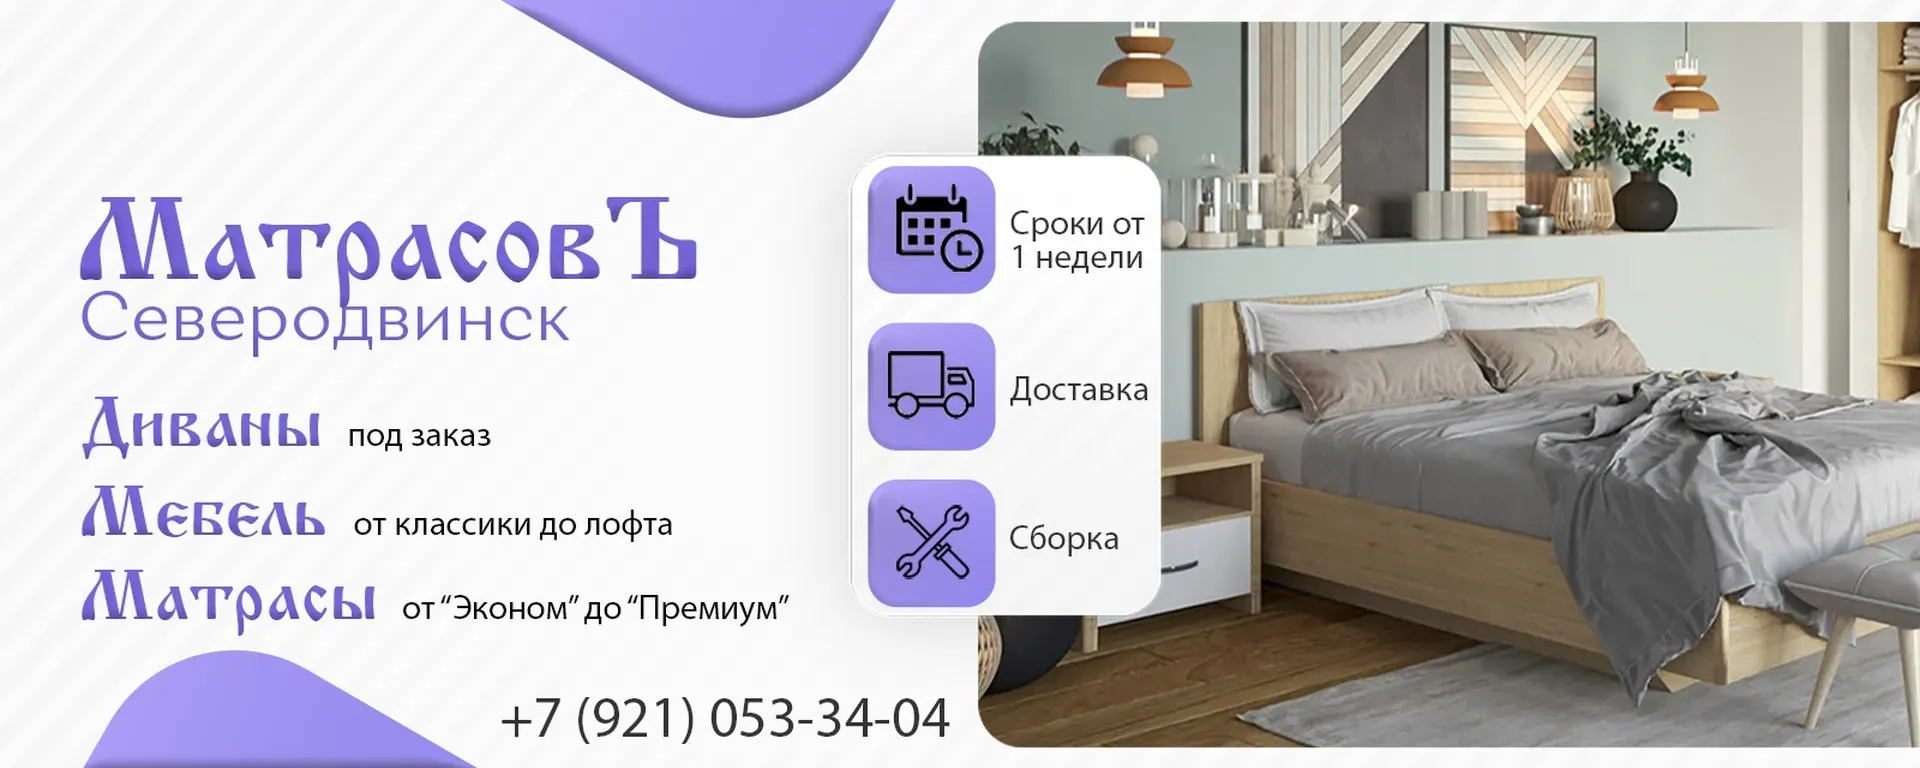 МатрасовЪ
Северодвинск
Диваны под заказ
Мебель от классики до лофта
Матрасы от “Эконом” до “Премиум”
+7 (921) 053-34-04
Сроки от
1 недели
Доставка
Сборка